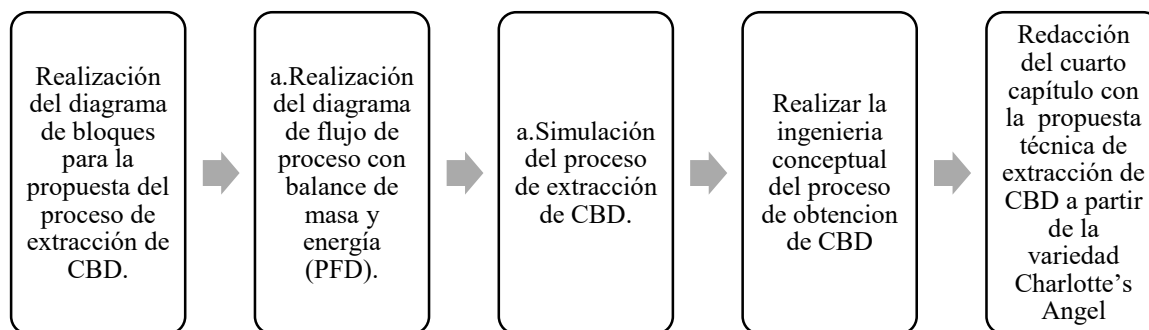 Realización
del diagrama
de bloques
para la
propuesta del
proceso de
extracción de
CBD.
a.Realización
del diagrama
de flujo de
proceso con
balance de
masa y
energía
(PFD).
a.Simulación
del proceso
de extracción
de CBD.
Realizar la
ingenieria
conceptual
del proceso
de obtencion
de CBD
Redacción
del cuarto
capítulo con
la propuesta
técnica de
extracción de
CBD a partir
de la
variedad
Charlotte’s
Angel